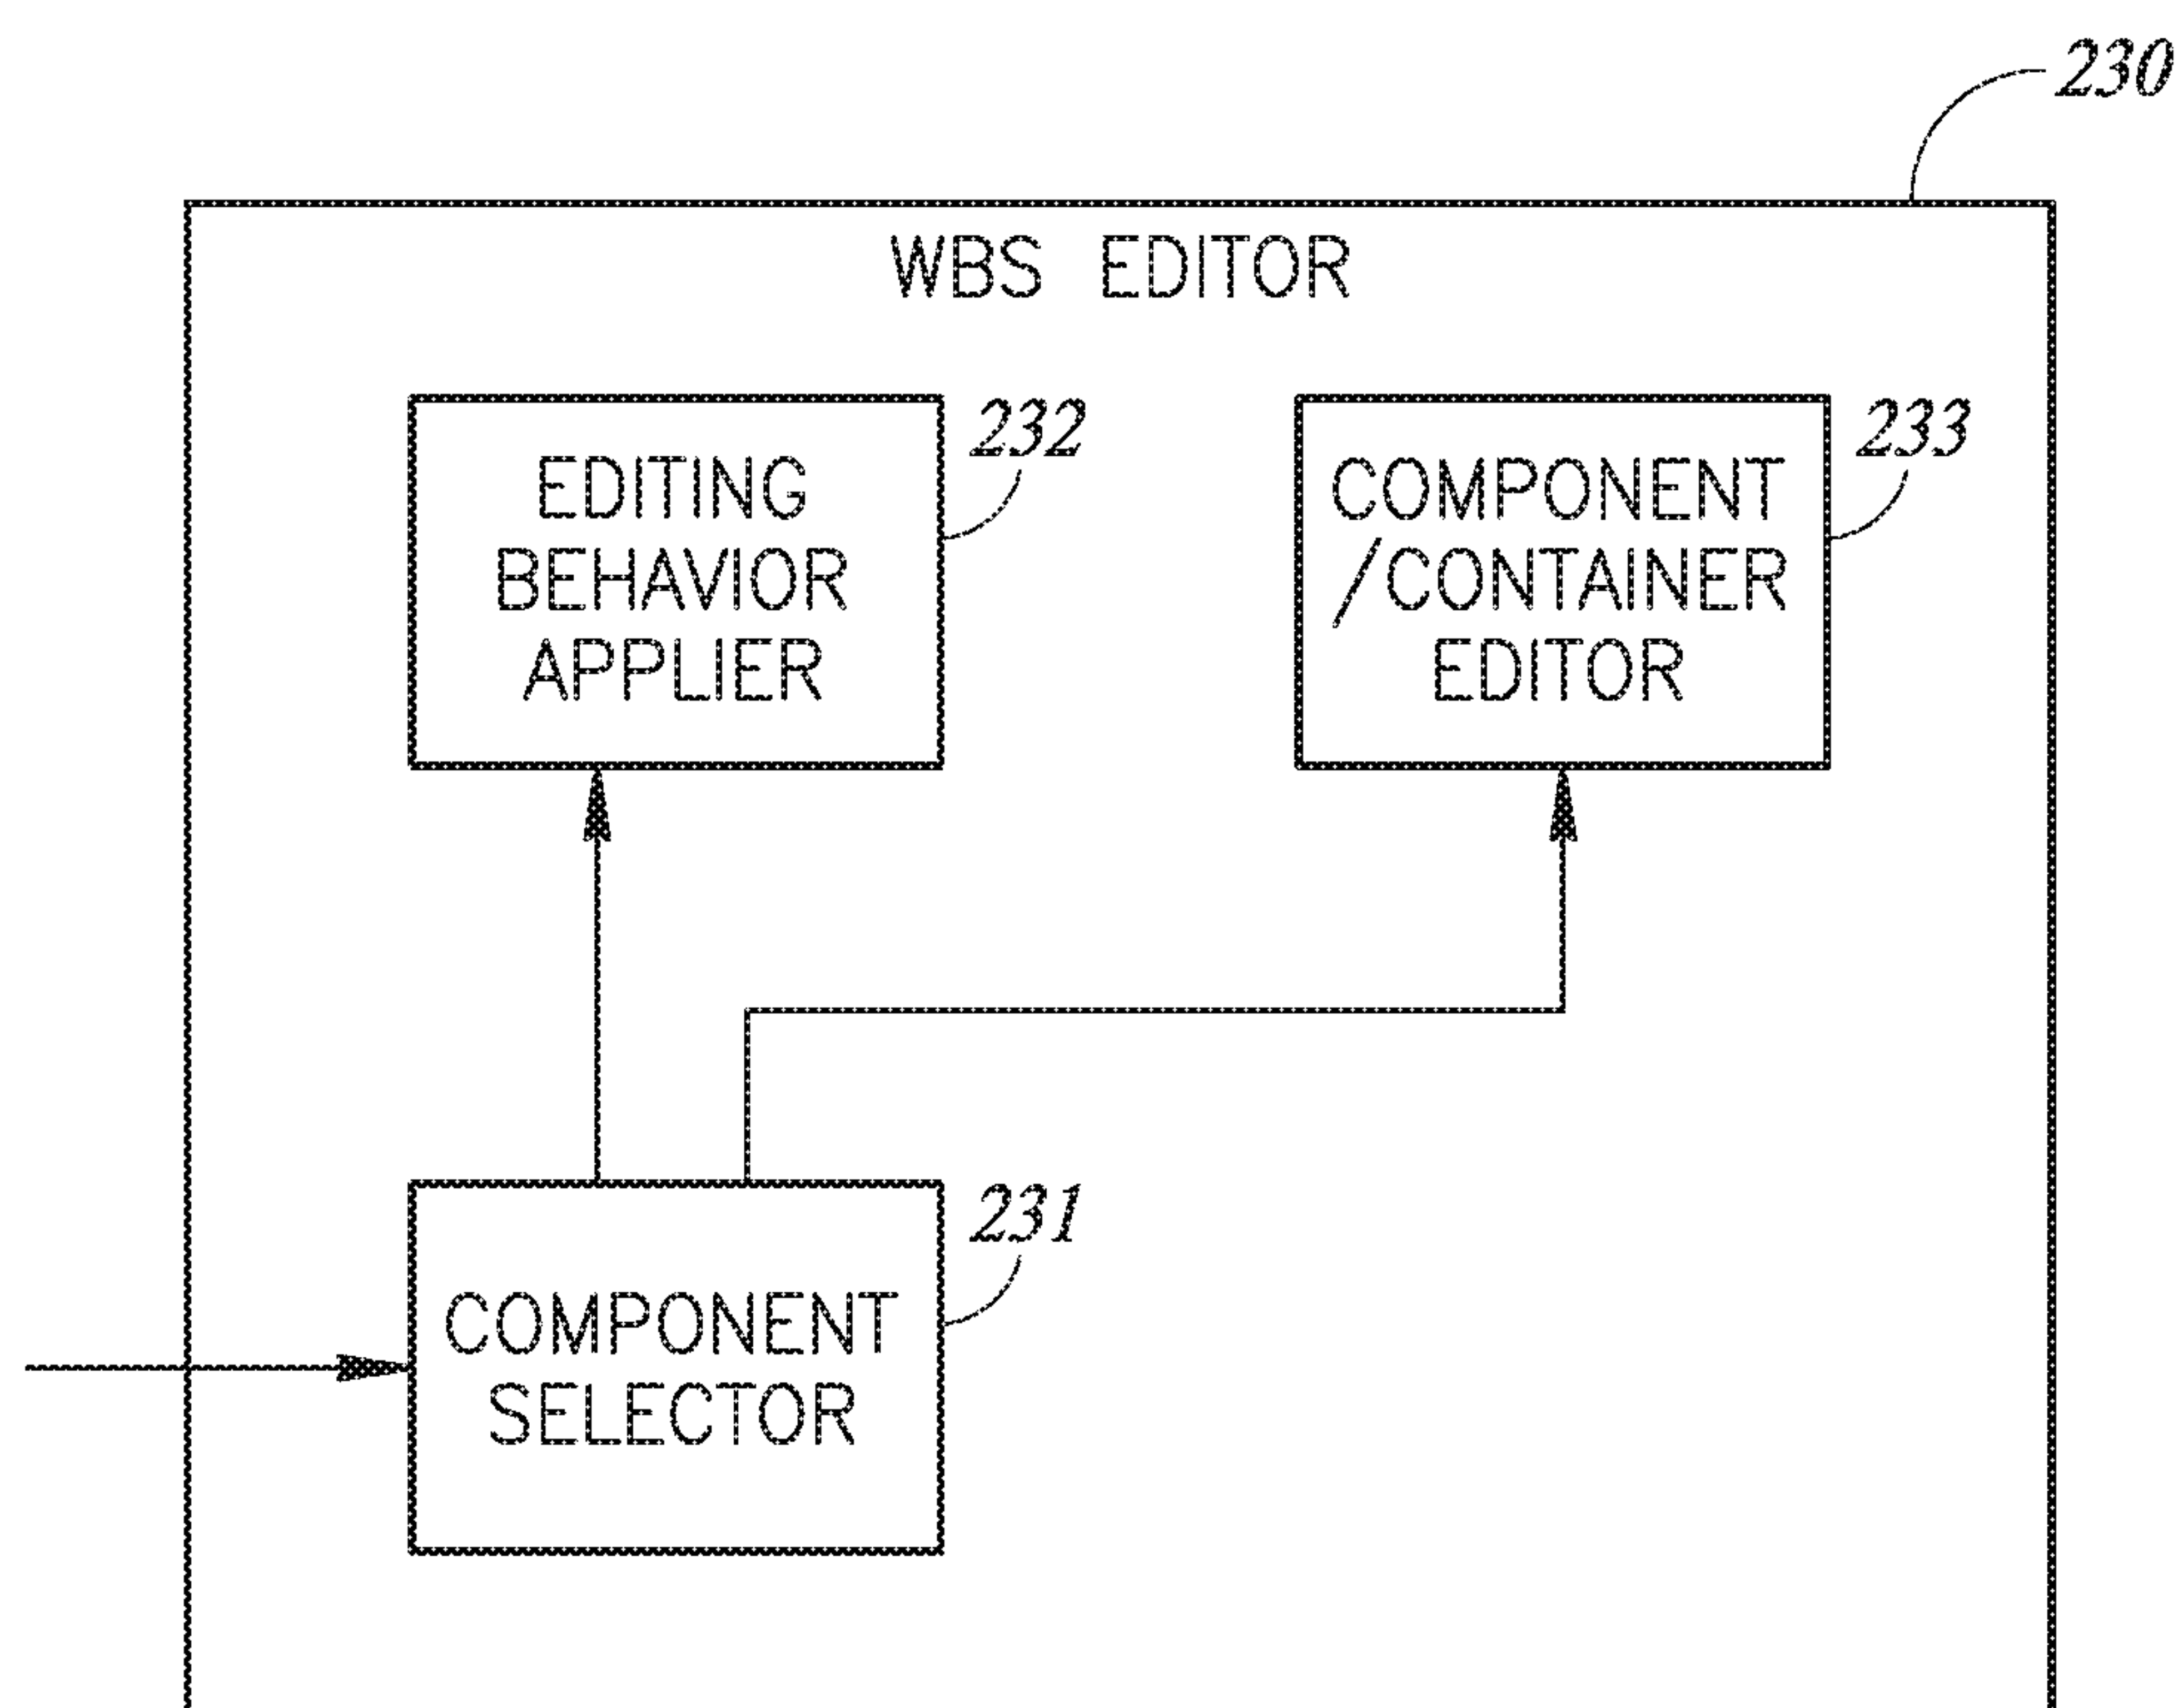 230
WBS EDITOR
EDITING
BEHAVIOR
APPLIER
232
COMPONENT
/CONTAINER
EDITOR
233
COMPONENT
SELECTOR
231